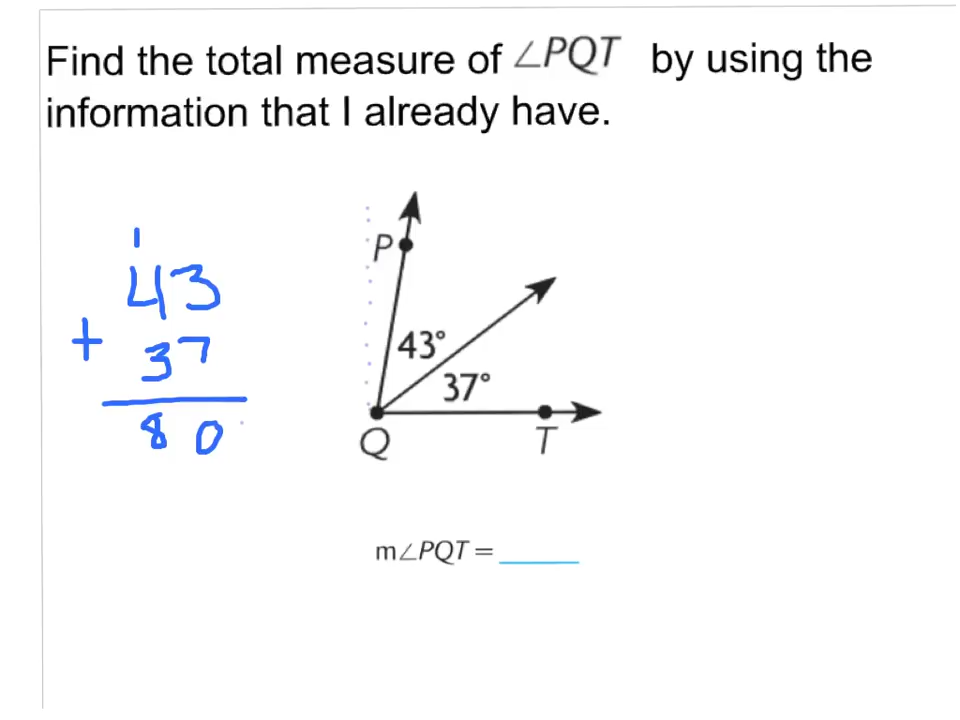 Find the total measure of ∠PQT by using the
information that I already have.
1
43
+ 37
80
P
43°
37°
Q
T
m∠PQT = ____